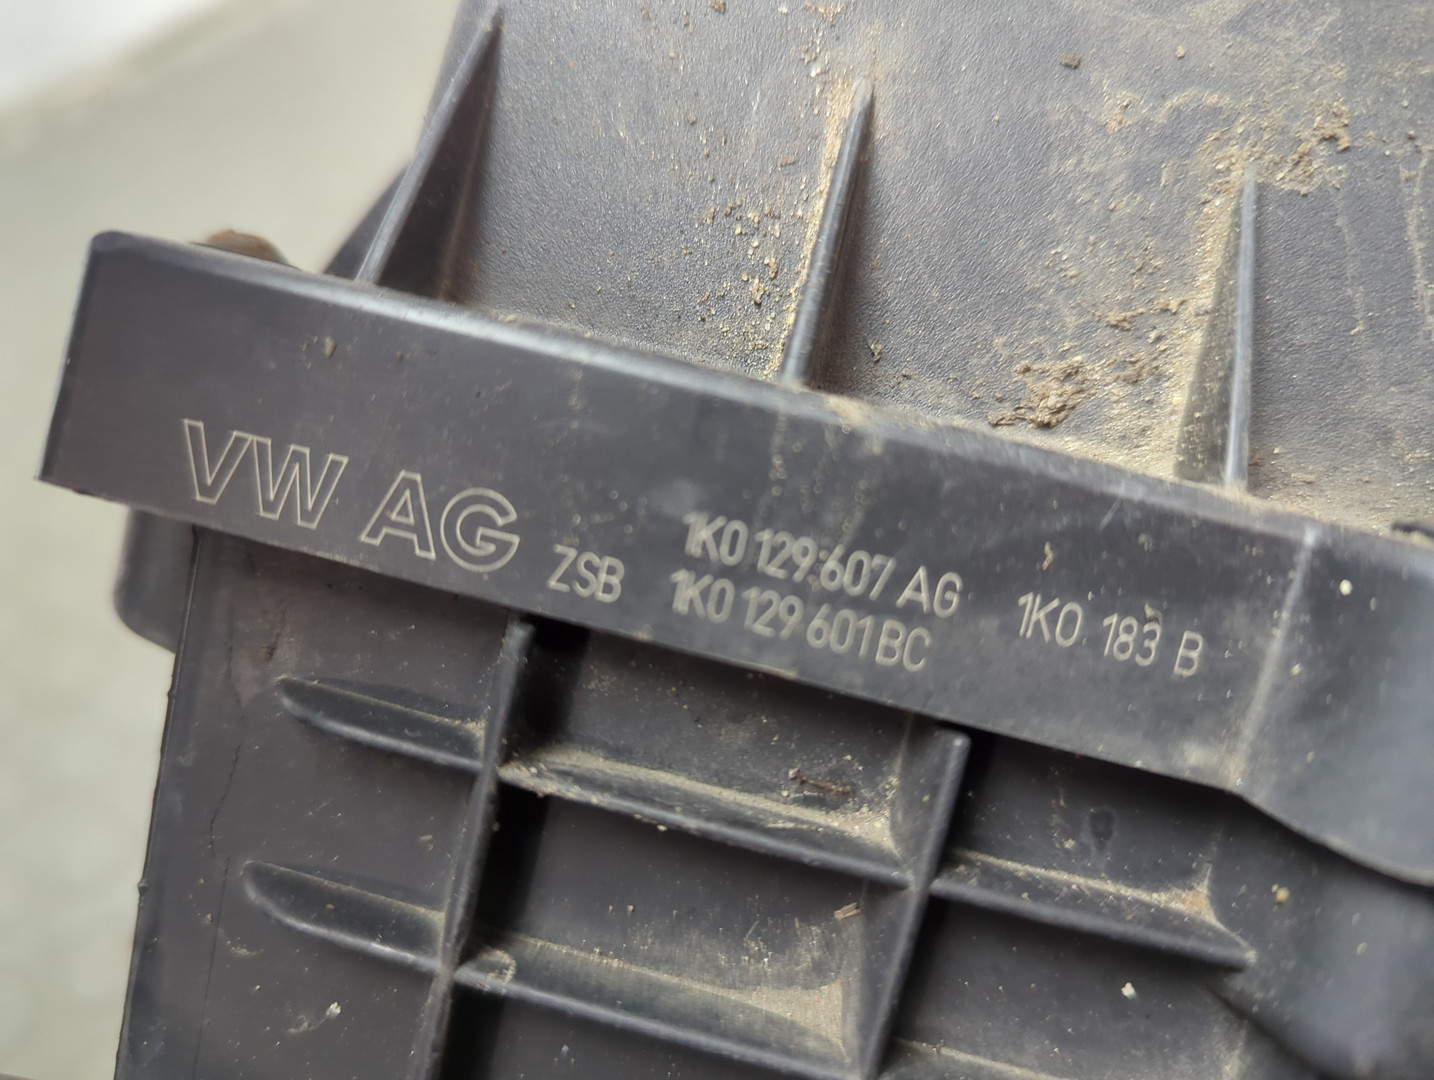 VW AG
ZSB
1K0 129 607 AG
1K0 129 601 BC
1K0 183 B